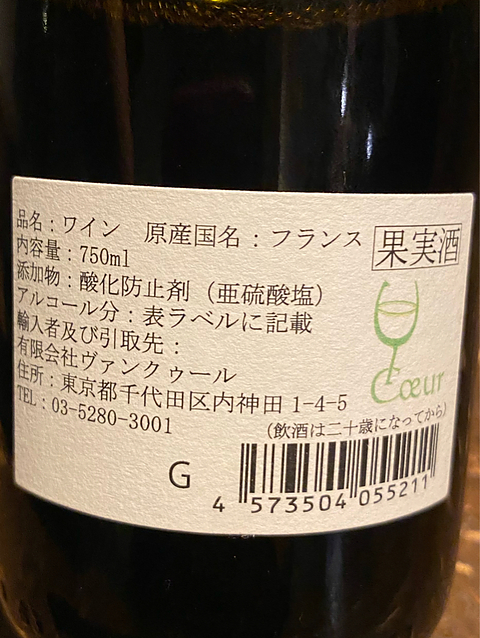 品名：ワイン　原産国名：フランス
果実酒
内容量：750ml
添加物：酸化防止剤（亜硫酸塩）
アルコール分：表ラベルに記載
輸入者及び引取先：
有限会社ヴァンクゥール
住所：東京都千代田区内神田 1-4-5
TEL：03-5280-3001
Cœur
（飲酒は二十歳になってから）
G
4 573504 055211